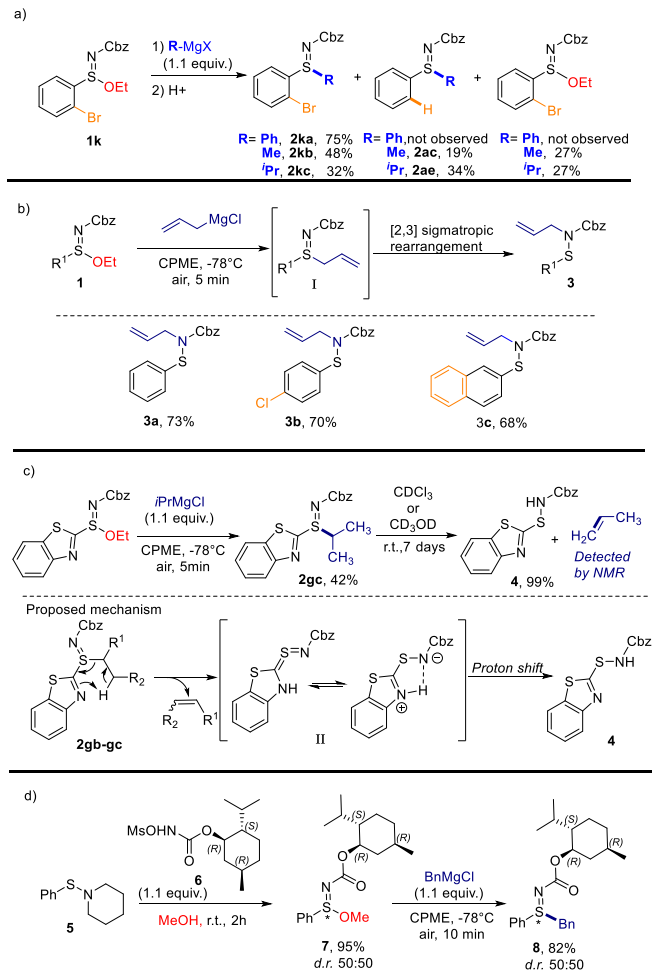 a)
N Cbz
S OEt
Br
1k
1) R-MgX
(1.1 equiv.)
2) H+
N Cbz
S R
Br
+
N Cbz
S R
H
+
N Cbz
S OEt
Br
R= Ph, 2ka, 75%
Me, 2kb, 48%
iPr, 2kc, 32%
R= Ph,not observed
Me, 2ac, 19%
iPr, 2ae, 34%
R= Ph, not observed
Me, 27%
iPr, 27%
b)
N Cbz
R1 S OEt
1
MgCl
CPME, -78°C
air, 5 min
N Cbz
R1 S
I
[2,3] sigmatropic
rearrangement
N Cbz
R1 S
3
N Cbz
S
3a, 73%
N Cbz
S
Cl
3b, 70%
N Cbz
S
3c, 68%
c)
N Cbz
S S OEt
N
iPrMgCl
(1.1 equiv.)
CPME, -78°C
air, 5min
N Cbz
S S CH3
N CH3
2gc, 42%
CDCl3
or
CD3OD
r.t.,7 days
HN Cbz
S S
N
4, 99%
+
H2C CH3
Detected
by NMR
Proposed mechanism
N Cbz
S R1
S R2
N H
2gb-gc
R2 R1
S S N Cbz
NH
II
Cbz
S N ⊖
S
N H
⊕
Proton shift
Cbz
S NH
S
N
4
d)
Ph S N
5
MsOHN O (S)
O (R)
(R)
6
(1.1 equiv.)
MeOH, r.t., 2h
(S)
(R)
(R)
O
O
N
Ph S OMe
*
7, 95%
d.r. 50:50
BnMgCl
(1.1 equiv.)
CPME, -78°C
air, 10 min
(S)
(R)
(R)
O
O
N
Ph S Bn
*
8, 82%
d.r. 50:50